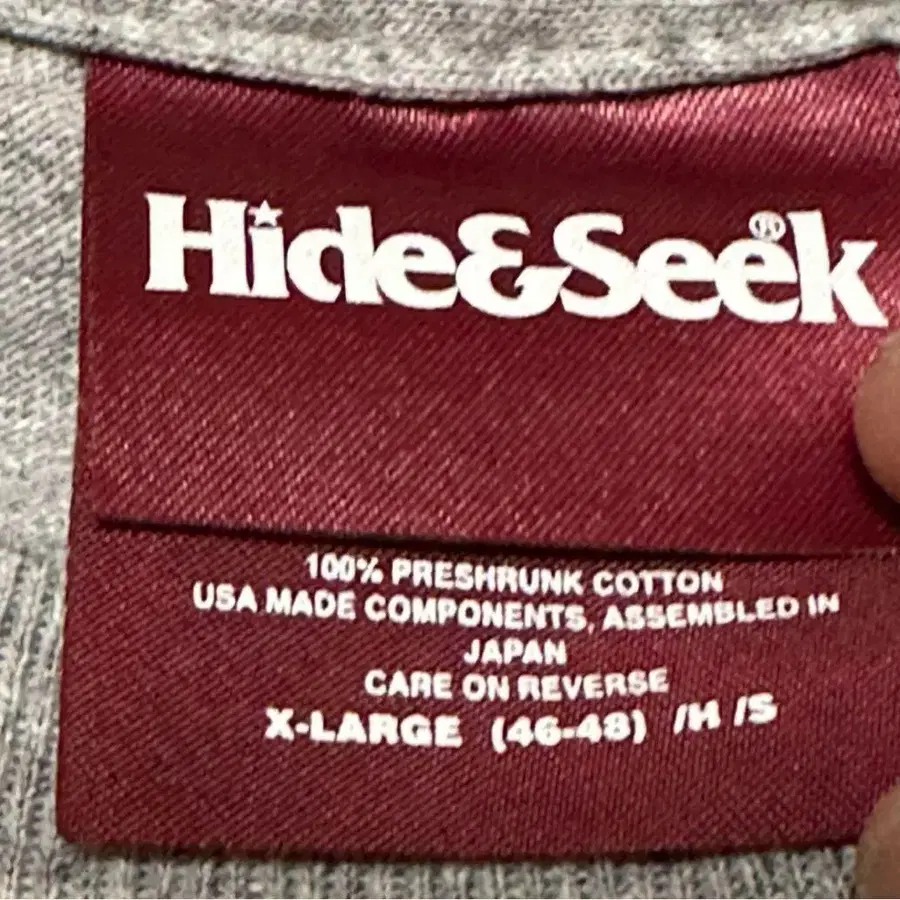 Hide&Seek®
100% PRESHRUNK COTTON
USA MADE COMPONENTS, ASSEMBLED IN
JAPAN
CARE ON REVERSE
X-LARGE (46-48) /H /S